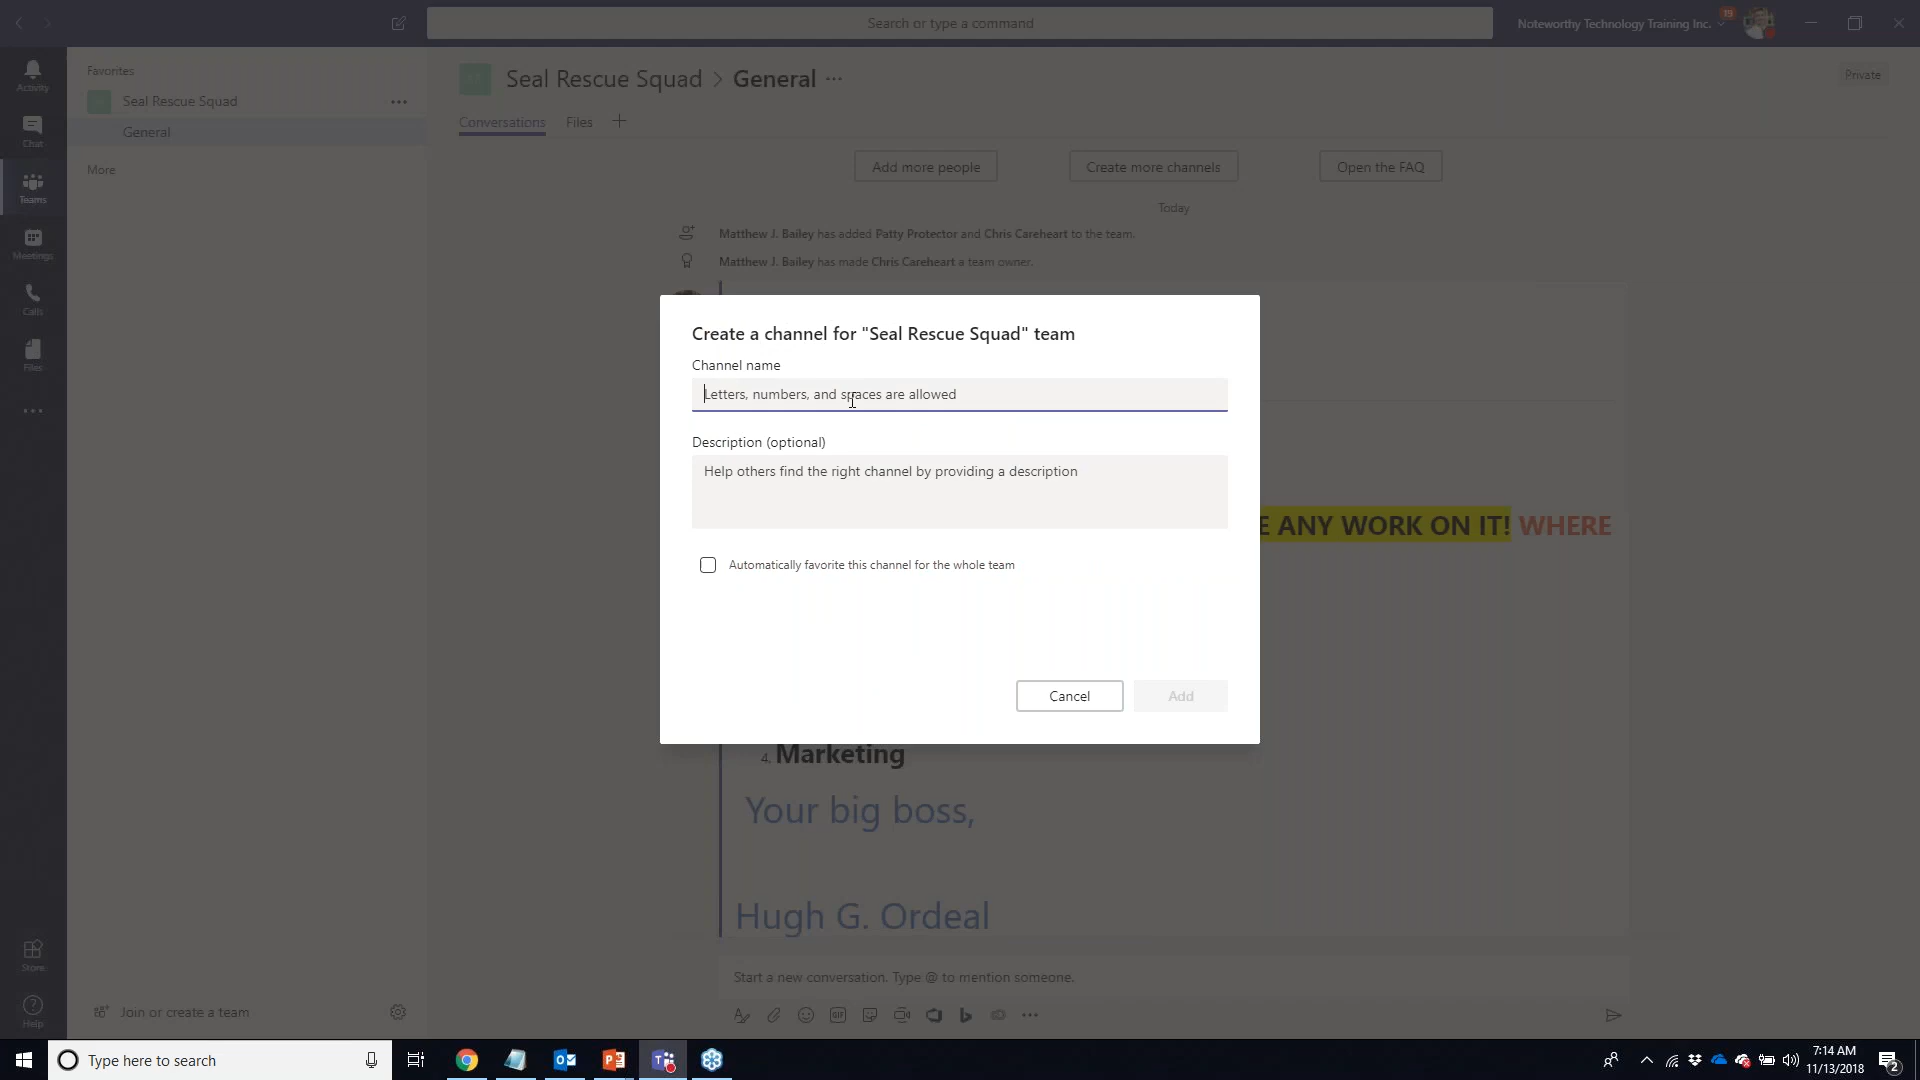 Search or type a command
Noteworthy Technology Training Inc.
19
Activity
Chat
Teams
Meetings
Calls
Files
Store
Help
Favorites
Seal Rescue Squad
General
More
Join or create a team
Seal Rescue Squad > General
Private
Conversations Files
Add more people
Create more channels
Open the FAQ
Today
Matthew J. Bailey has added Patty Protector and Chris Careheart to the team.
Matthew J. Bailey has made Chris Careheart a team owner.
Create a channel for "Seal Rescue Squad" team
Channel name
Letters, numbers, and spaces are allowed
Description (optional)
Help others find the right channel by providing a description
Automatically favorite this channel for the whole team
Cancel
Add
E ANY WORK ON IT! WHERE
4. Marketing
Your big boss,
Hugh G. Ordeal
Start a new conversation. Type @ to mention someone.
GIF
Type here to search
7:14 AM
11/13/2018
2